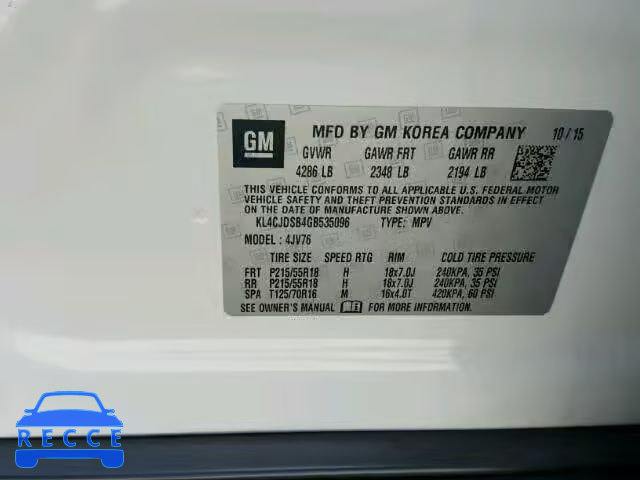 GM
MFD BY GM KOREA COMPANY 10/15
GVWR GAWR FRT GAWR RR
4286 LB 2348 LB 2194 LB
THIS VEHICLE CONFORMS TO ALL APPLICABLE U.S. FEDERAL MOTOR
VEHICLE SAFETY AND THEFT PREVENTION STANDARDS IN EFFECT ON
THE DATE OF MANUFACTURE SHOWN ABOVE.
KL4CJDSB4GB535096 TYPE: MPV
MODEL : 4JV76
TIRE SIZE SPEED RTG RIM COLD TIRE PRESSURE
FRT P215/55R18 H 18x7.0J 240KPA, 35 PSI
RR P215/55R18 H 18x7.0J 240KPA, 35 PSI
SPA T125/70R16 M 16x4.0T 420KPA, 60 PSI
SEE OWNER'S MANUAL FOR MORE INFORMATION.
RECCE